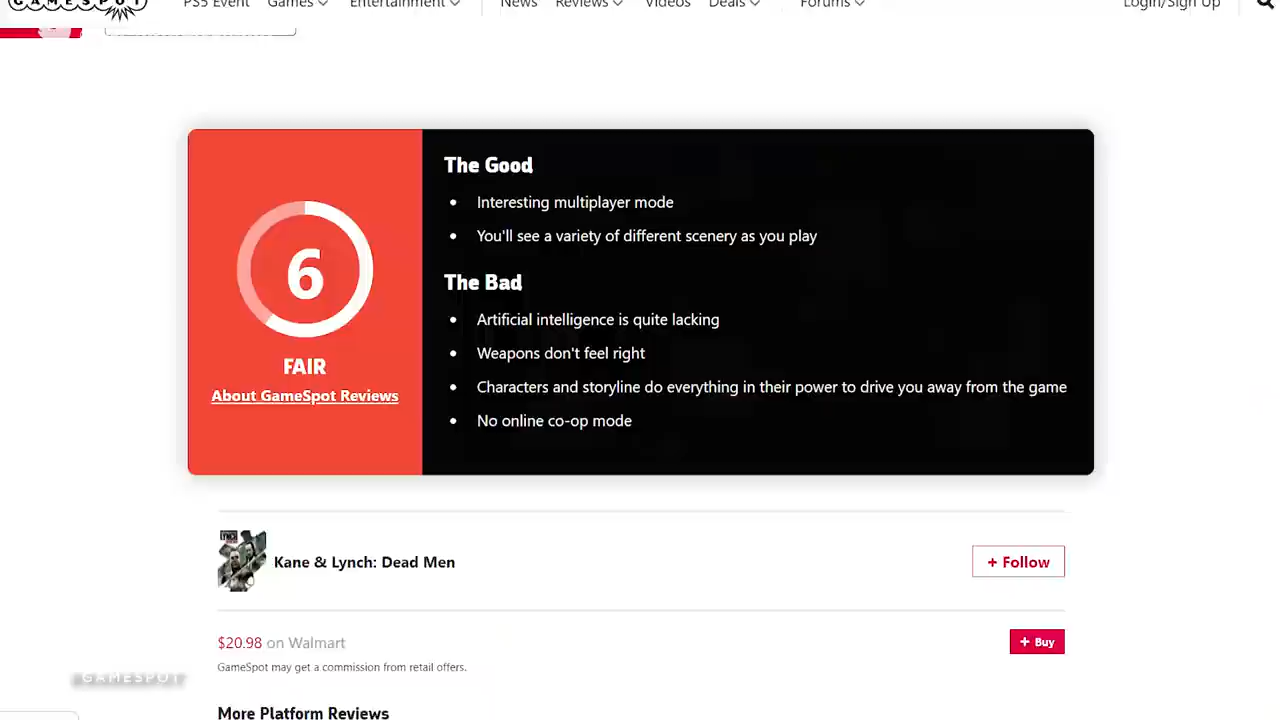 GAMESPOT
PS5 Event Games Entertainment News Reviews Videos Deals Forums Login/Sign Up
The Good
Interesting multiplayer mode
You'll see a variety of different scenery as you play
6
The Bad
Artificial intelligence is quite lacking
Weapons don't feel right
FAIR
Characters and storyline do everything in their power to drive you away from the game
About GameSpot Reviews
No online co-op mode
Kane & Lynch: Dead Men
+ Follow
$20.98 on Walmart
+ Buy
GameSpot may get a commission from retail offers.
GAMESPOT
More Platform Reviews